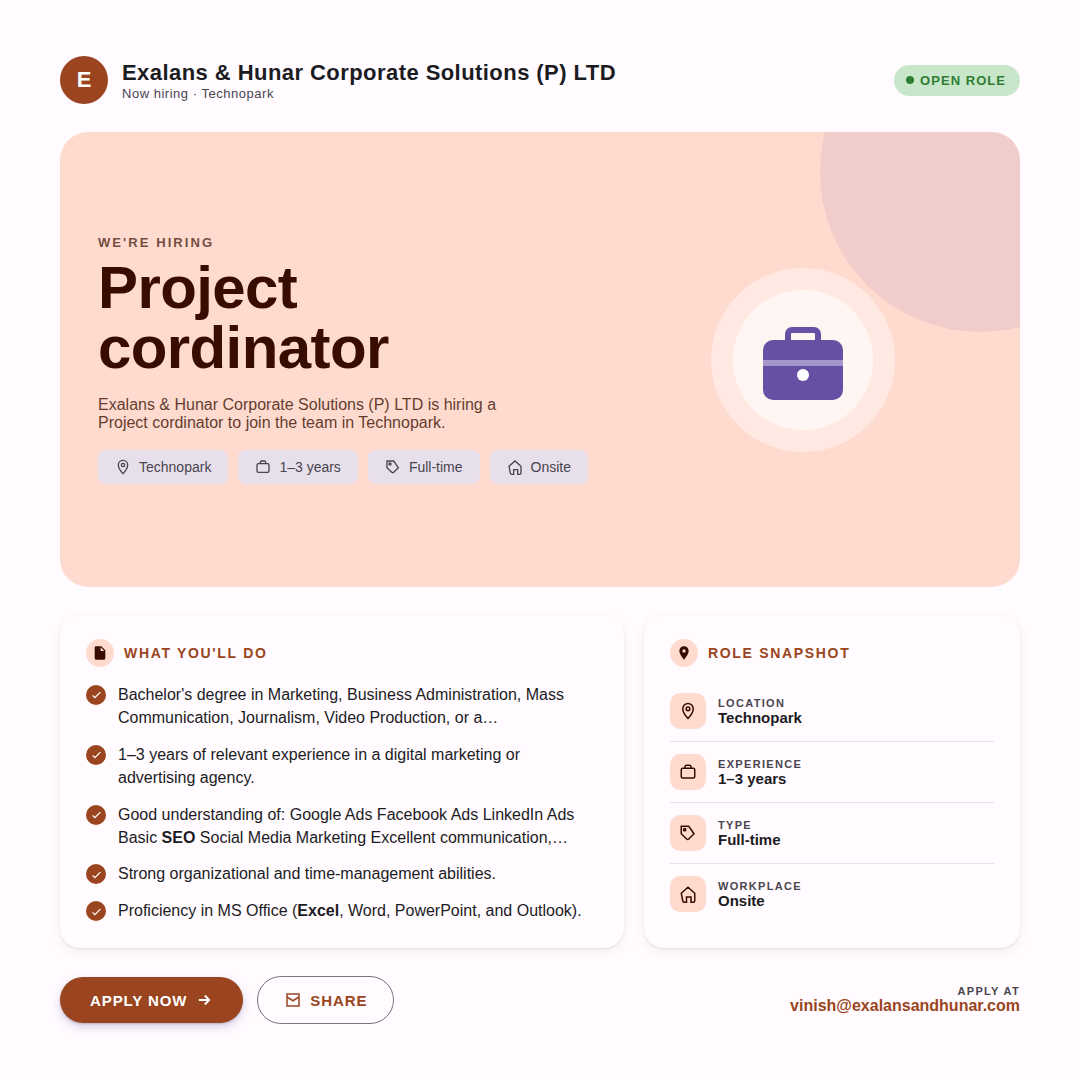 E
Exalans & Hunar Corporate Solutions (P) LTD
Now hiring · Technopark
OPEN ROLE
WE'RE HIRING
Project
cordinator
Exalans & Hunar Corporate Solutions (P) LTD is hiring a
Project cordinator to join the team in Technopark.
Technopark
1–3 years
Full-time
Onsite
WHAT YOU'LL DO
Bachelor's degree in Marketing, Business Administration, Mass
Communication, Journalism, Video Production, or a…
1–3 years of relevant experience in a digital marketing or
advertising agency.
Good understanding of: Google Ads Facebook Ads LinkedIn Ads
Basic SEO Social Media Marketing Excellent communication,…
Strong organizational and time-management abilities.
Proficiency in MS Office (Excel, Word, PowerPoint, and Outlook).
ROLE SNAPSHOT
LOCATION
Technopark
EXPERIENCE
1–3 years
TYPE
Full-time
WORKPLACE
Onsite
APPLY NOW
SHARE
APPLY AT
vinish@exalansandhunar.com